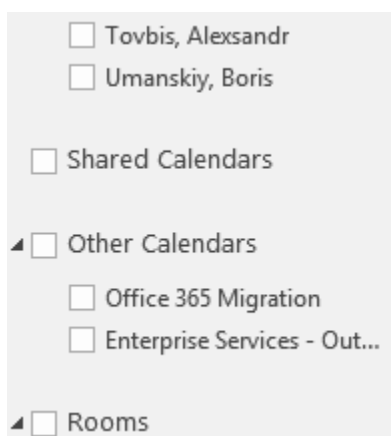 Tovbis, Alexsandr
Umanskiy, Boris
Shared Calendars
Other Calendars
Office 365 Migration
Enterprise Services - Out...
Rooms